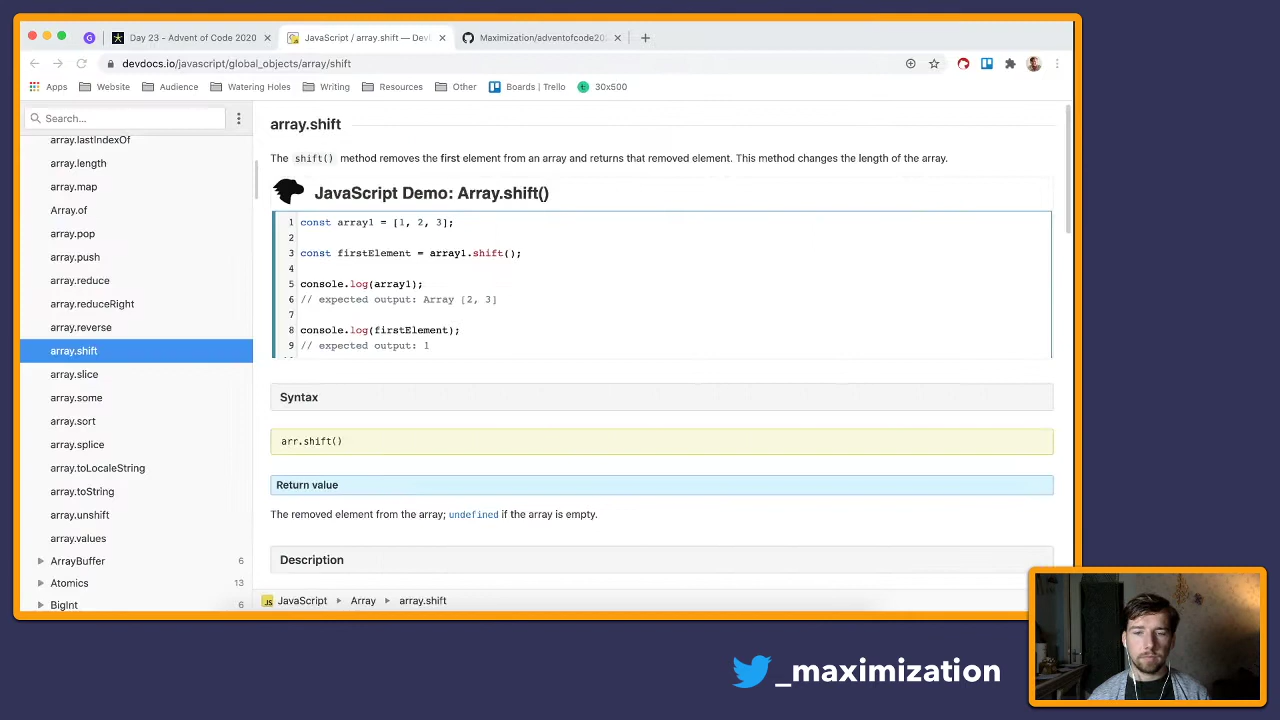 Day 23 - Advent of Code 2020
JavaScript / array.shift — Dev
Maximization/adventofcode202
devdocs.io/javascript/global_objects/array/shift
Apps Website Audience Watering Holes Writing Resources Other Boards | Trello 30x500
Search...
array.lastIndexOf
array.length
array.map
Array.of
array.pop
array.push
array.reduce
array.reduceRight
array.reverse
array.shift
array.slice
array.some
array.sort
array.splice
array.toLocaleString
array.toString
array.unshift
array.values
ArrayBuffer 6
Atomics 13
BigInt 6
array.shift
The shift() method removes the first element from an array and returns that removed element. This method changes the length of the array.
JavaScript Demo: Array.shift()
1 const array1 = [1, 2, 3];
2
3 const firstElement = array1.shift();
4
5 console.log(array1);
6 // expected output: Array [2, 3]
7
8 console.log(firstElement);
9 // expected output: 1
Syntax
arr.shift()
Return value
The removed element from the array; undefined if the array is empty.
Description
JS JavaScript Array array.shift
_maximization